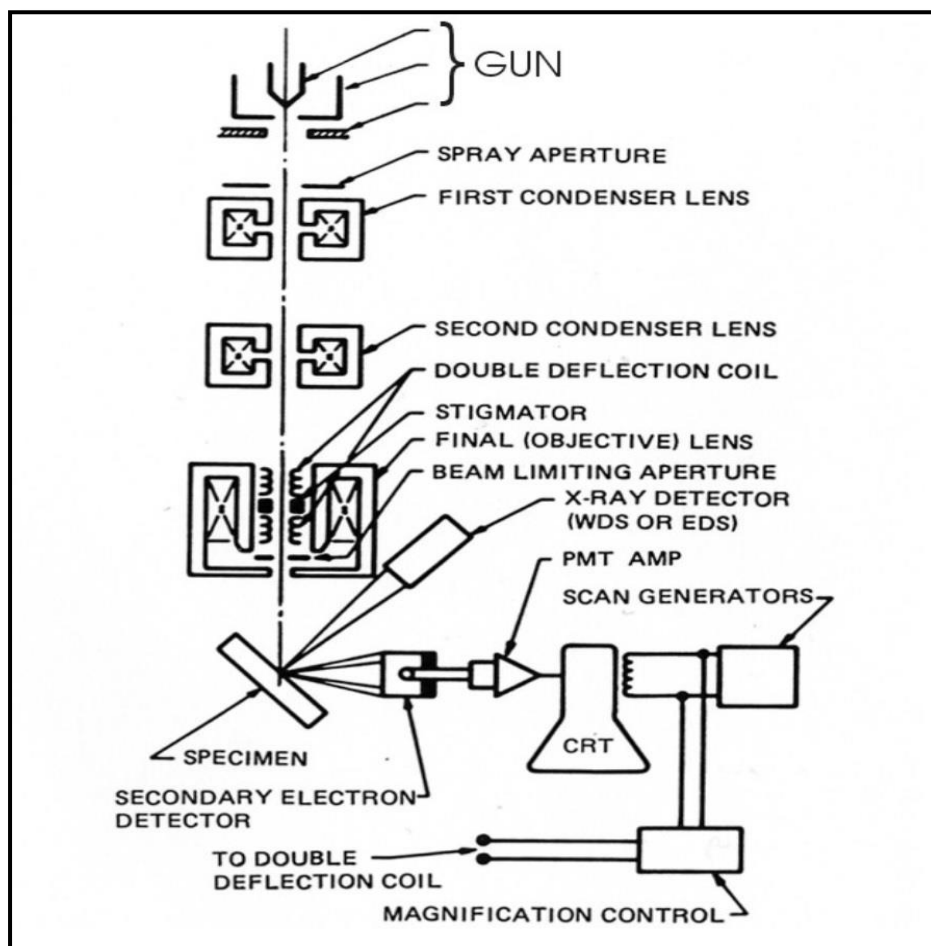 GUN
SPRAY APERTURE
FIRST CONDENSER LENS
SECOND CONDENSER LENS
DOUBLE DEFLECTION COIL
STIGMATOR
FINAL (OBJECTIVE) LENS
BEAM LIMITING APERTURE
X-RAY DETECTOR
(WDS OR EDS)
PMT AMP
SCAN GENERATORS
CRT
SPECIMEN
SECONDARY ELECTRON
DETECTOR
TO DOUBLE
DEFLECTION COIL
MAGNIFICATION CONTROL